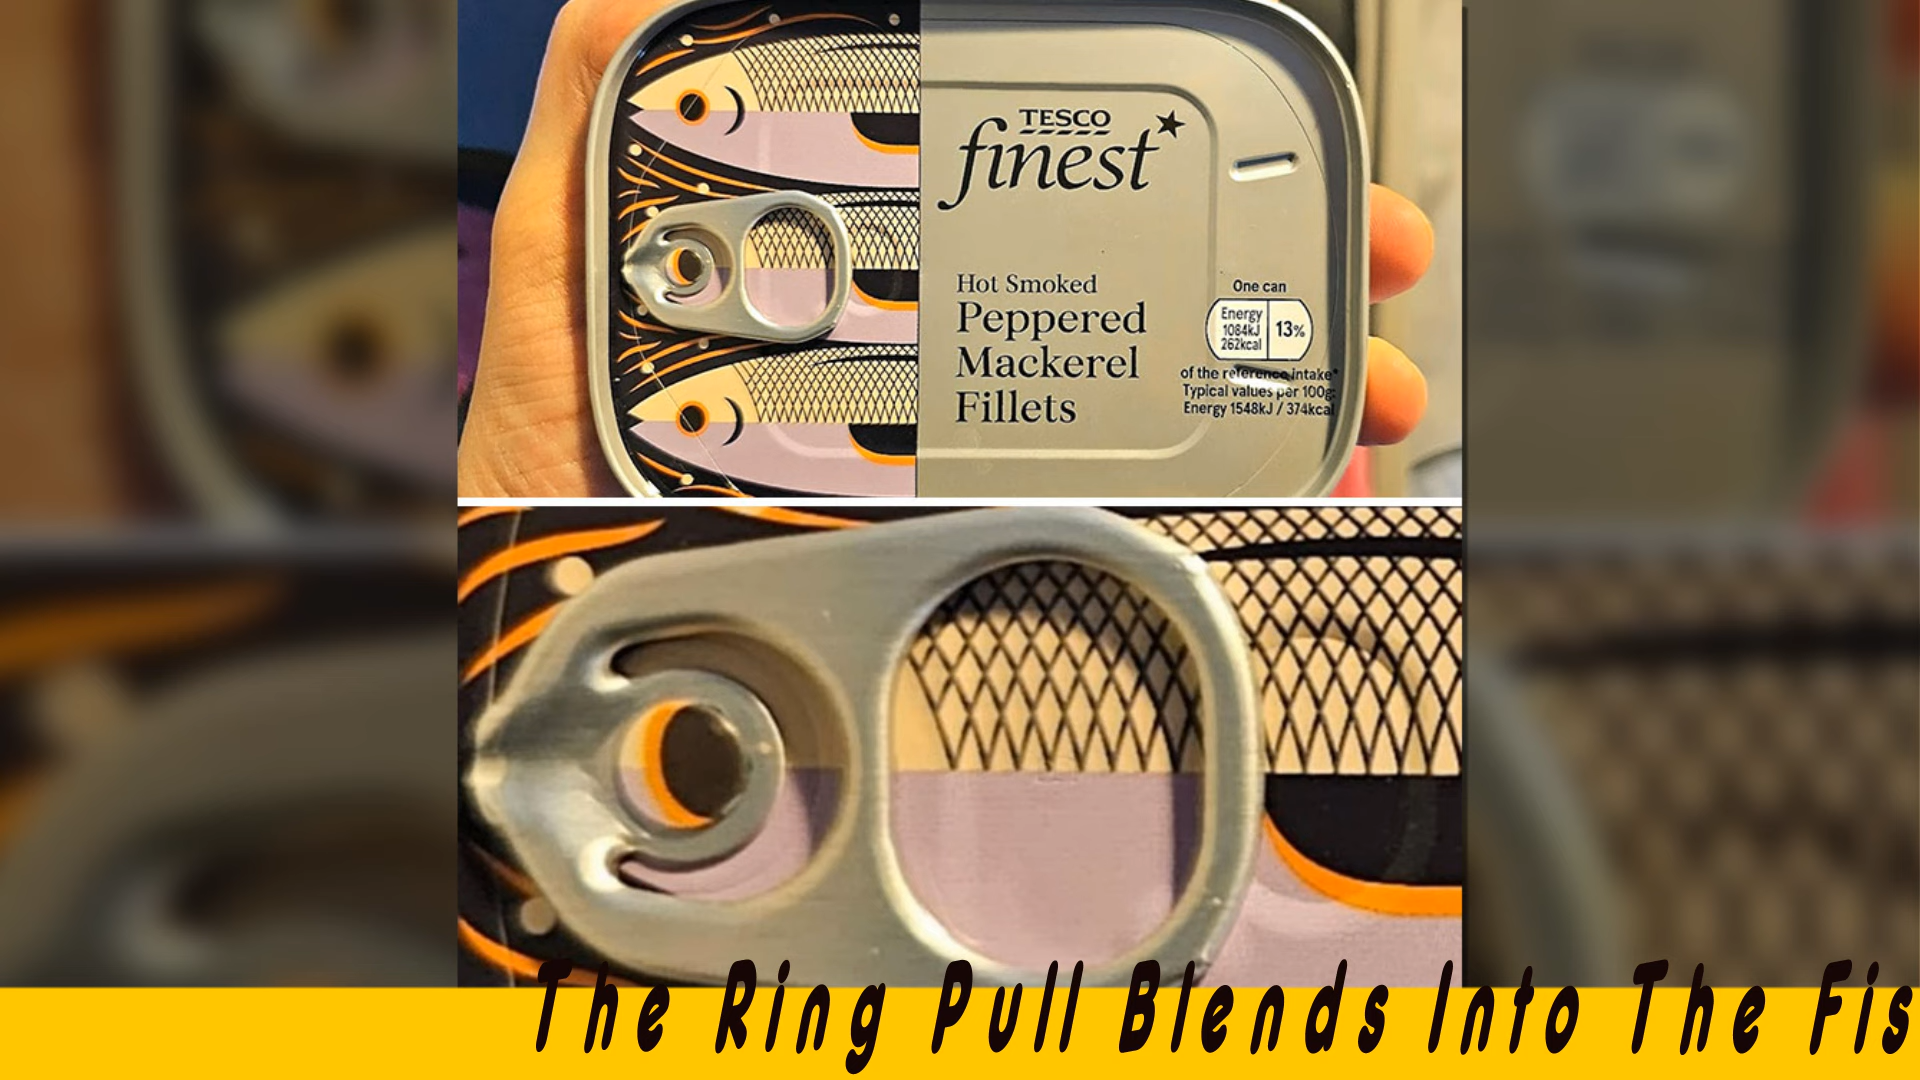 TESCO
finest
Hot Smoked
Peppered
Mackerel
Fillets
One can
Energy
1084kJ
262kcal
13%
of the reference intake*
Typical values per 100g:
Energy 1548kJ / 374kcal
The Ring Pull Blends Into The Fis